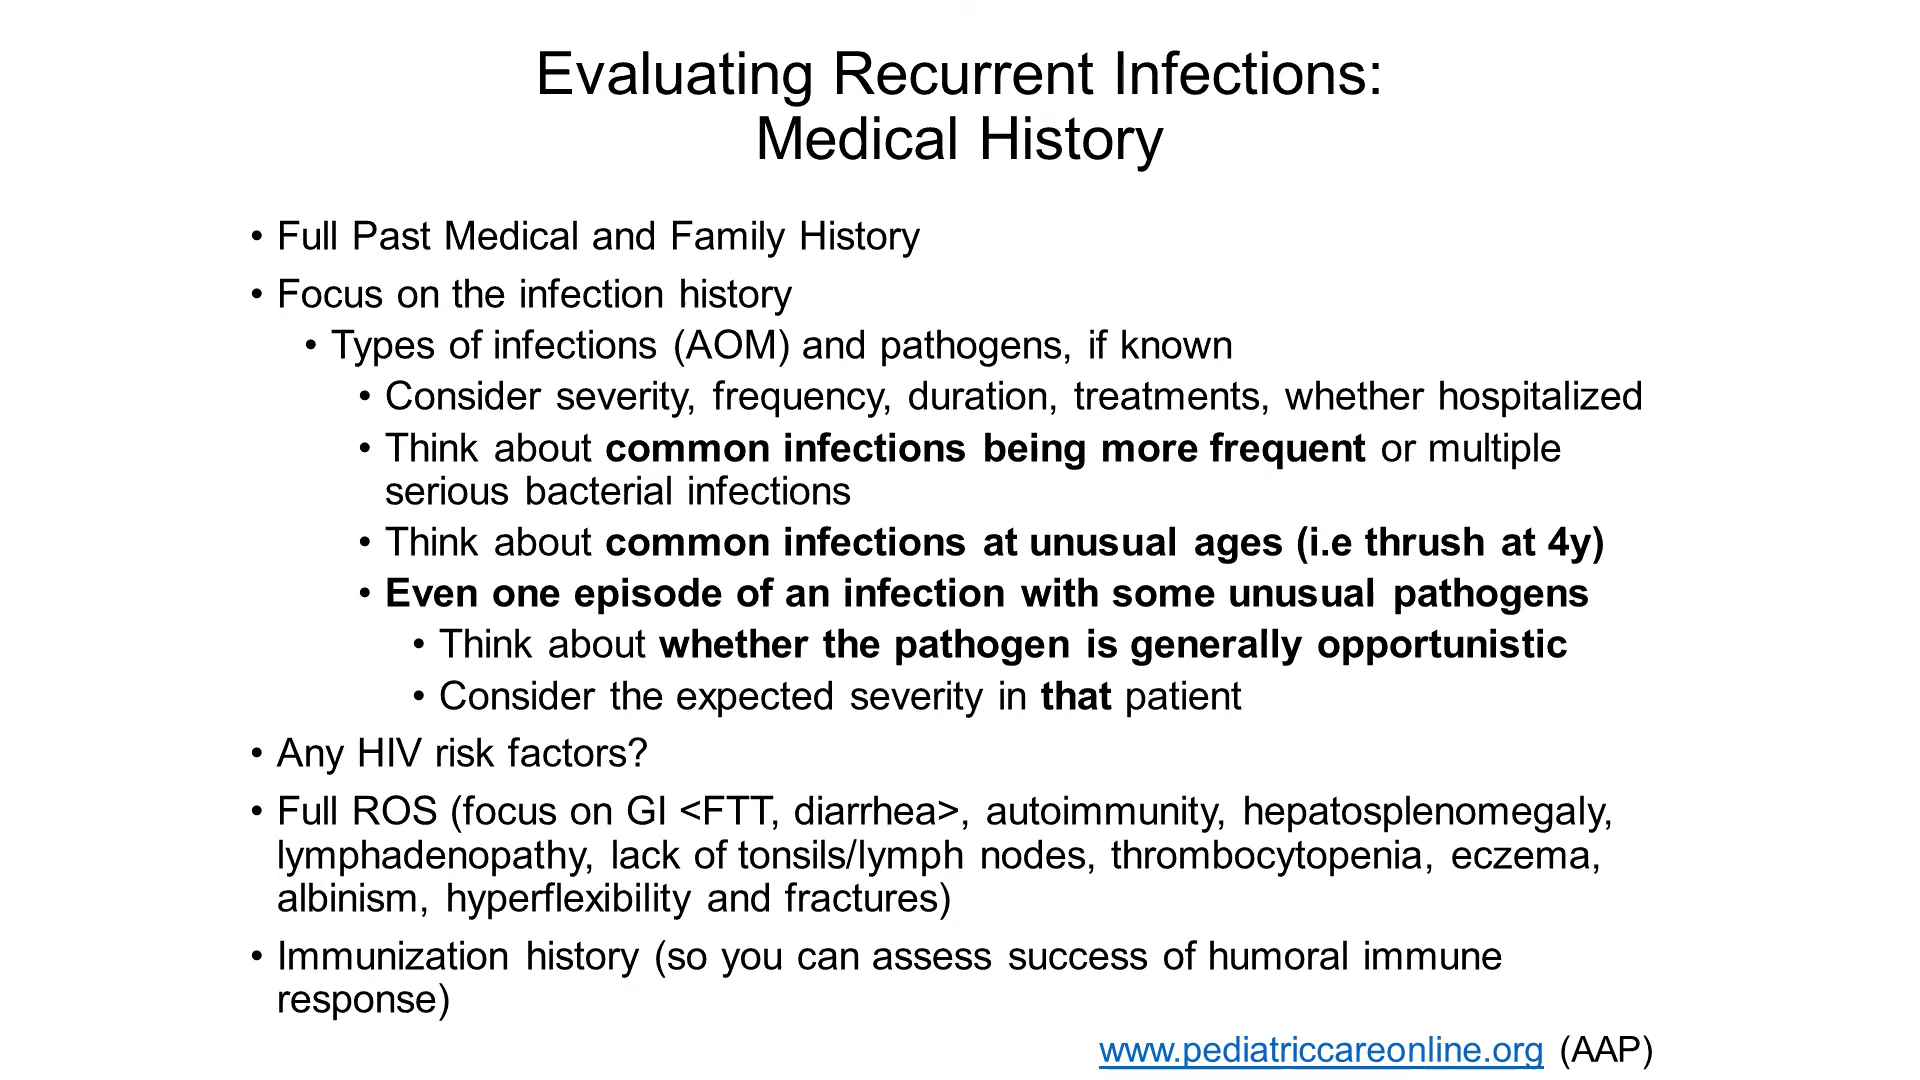 Evaluating Recurrent Infections:
Medical History
• Full Past Medical and Family History
• Focus on the infection history
• Types of infections (AOM) and pathogens, if known
• Consider severity, frequency, duration, treatments, whether hospitalized
• Think about common infections being more frequent or multiple
serious bacterial infections
• Think about common infections at unusual ages (i.e thrush at 4y)
• Even one episode of an infection with some unusual pathogens
• Think about whether the pathogen is generally opportunistic
• Consider the expected severity in that patient
• Any HIV risk factors?
• Full ROS (focus on GI <FTT, diarrhea>, autoimmunity, hepatosplenomegaly,
lymphadenopathy, lack of tonsils/lymph nodes, thrombocytopenia, eczema,
albinism, hyperflexibility and fractures)
• Immunization history (so you can assess success of humoral immune
response)
www.pediatriccareonline.org (AAP)